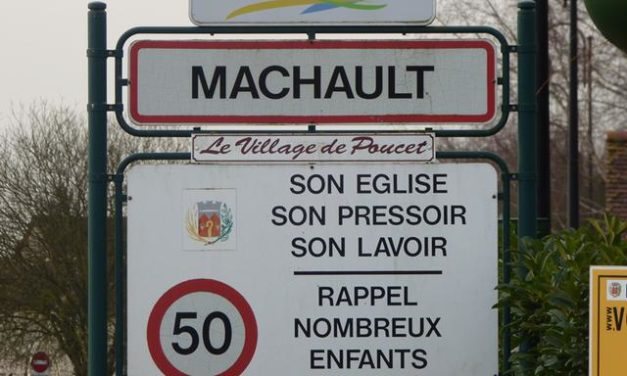 MACHAULT
Le Village de Poucet
SON EGLISE
SON PRESSOIR
SON LAVOIR
50
RAPPEL
NOMBREUX
ENFANTS